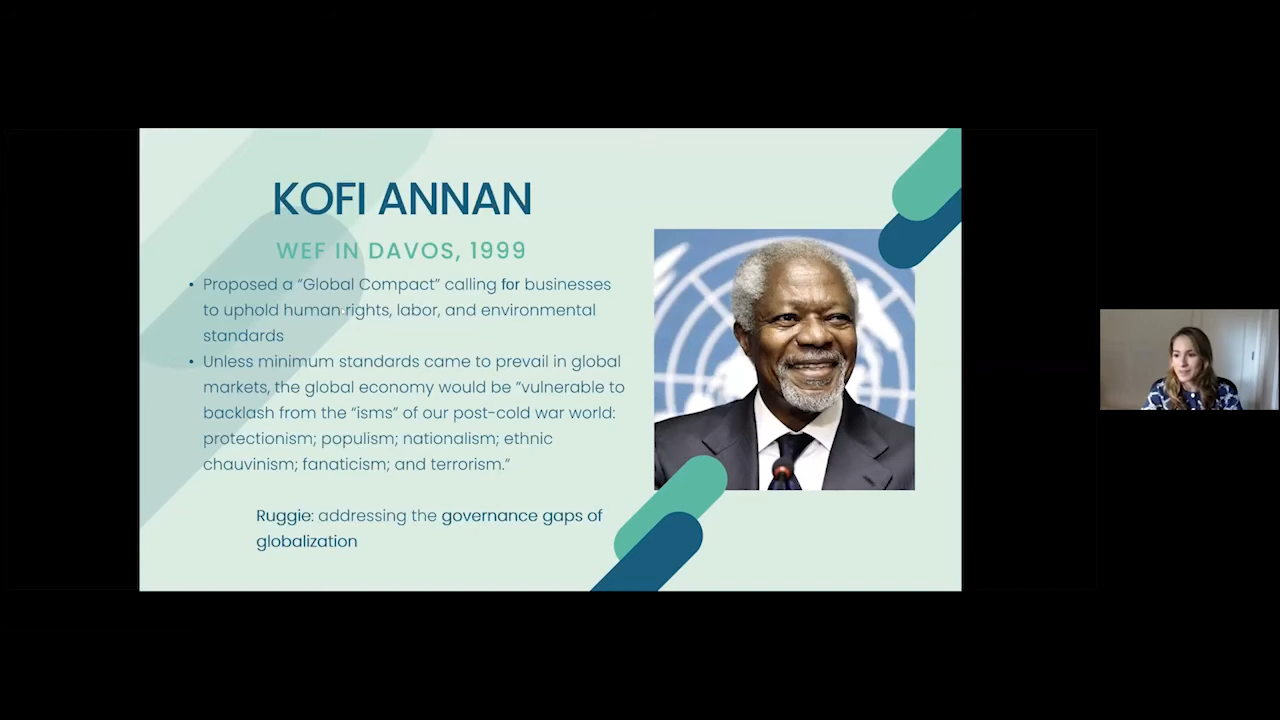 KOFI ANNAN
WEF IN DAVOS, 1999
• Proposed a “Global Compact” calling for businesses
to uphold human rights, labor, and environmental
standards
• Unless minimum standards came to prevail in global
markets, the global economy would be “vulnerable to
backlash from the “isms” of our post-cold war world:
protectionism; populism; nationalism; ethnic
chauvinism; fanaticism; and terrorism.”
Ruggie: addressing the governance gaps of
globalization